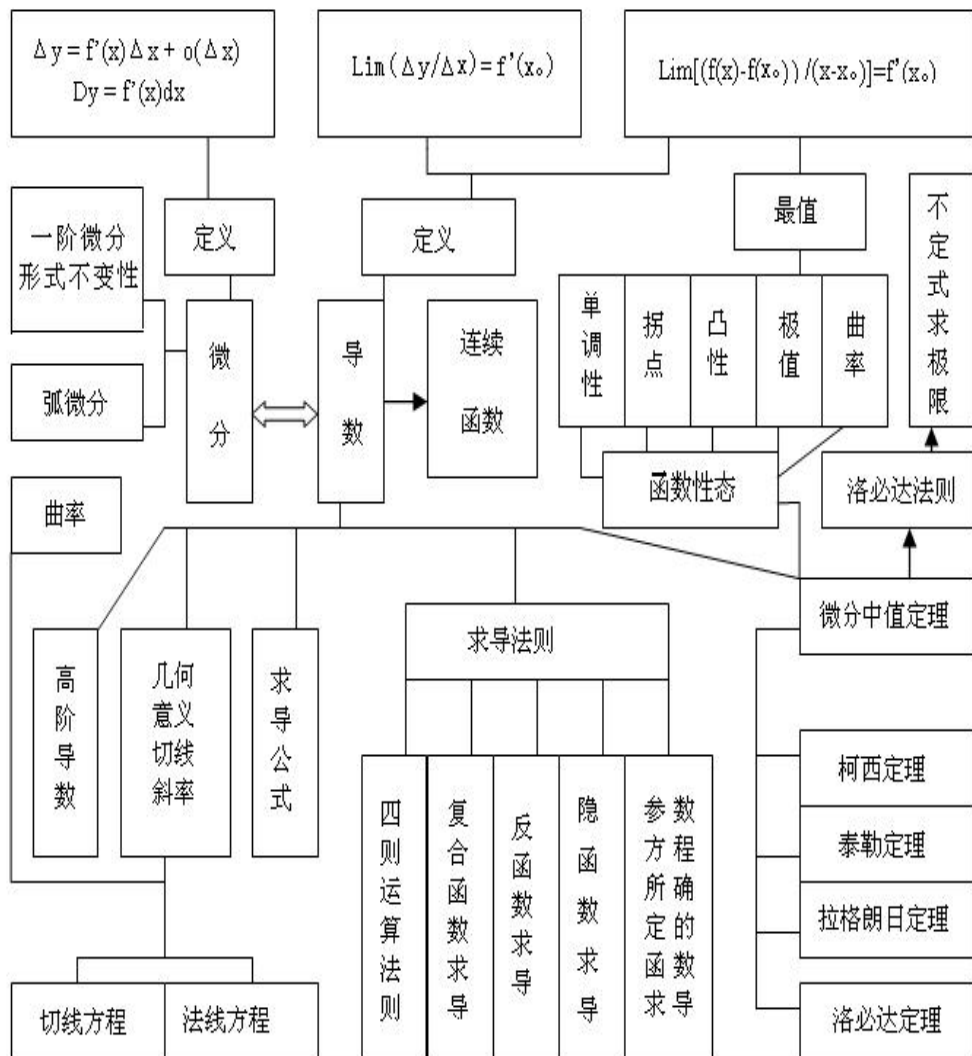 Δy = f'(x)Δx + o(Δx)
Dy = f'(x)dx
Lim(Δy/Δx)=f'(x₀)
Lim[(f(x)-f(x₀))/(x-x₀)]=f'(x₀)
一阶微分
形式不变性
定义
定义
最值
不定式求极限
弧微分
微分
导数
连续
函数
单调性
拐点
凸性
极值
曲率
函数性态
洛必达法则
曲率
微分中值定理
求导法则
高阶导数
几何
意义
切线
斜率
求导公式
四则运算法则
复合函数求导
反函数求导
隐函数求导
参数
方程
所确
定的
函数
求导
柯西定理
泰勒定理
拉格朗日定理
洛必达定理
切线方程
法线方程